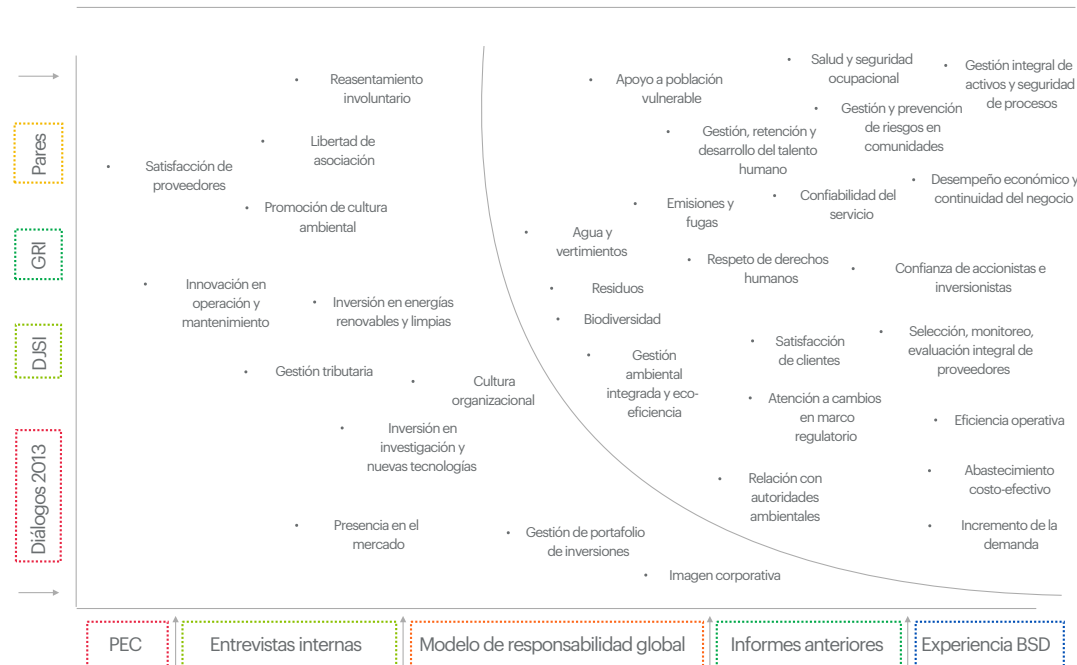 Pares
GRI
DJSI
Diálogos 2013
• Reasentamiento
involuntario
• Libertad de
asociación
• Satisfacción de
proveedores
• Promoción de cultura
ambiental
• Innovación en
operación y
mantenimiento
• Inversión en energías
renovables y limpias
• Gestión tributaria
• Cultura
organizacional
• Inversión en
investigación y
nuevas tecnologías
• Presencia en el
mercado
• Gestión de portafolio
de inversiones
• Imagen corporativa
• Apoyo a población
vulnerable
• Salud y seguridad
ocupacional
• Gestión integral de
activos y seguridad
de procesos
• Gestión y prevención
de riesgos en
comunidades
• Gestión, retención y
desarrollo del talento
humano
• Desempeño económico y
continuidad del negocio
• Confiabilidad del
servicio
• Emisiones y
fugas
• Agua y
vertimientos
• Respeto de derechos
humanos
• Confianza de accionistas e
inversionistas
• Residuos
• Biodiversidad
• Satisfacción
de clientes
• Selección, monitoreo,
evaluación integral de
proveedores
• Gestión
ambiental
integrada y eco-
eficiencia
• Atención a cambios
en marco
regulatorio
• Eficiencia operativa
• Relación con
autoridades
ambientales
• Abastecimiento
costo-efectivo
• Incremento de la
demanda
PEC
Entrevistas internas
Modelo de responsabilidad global
Informes anteriores
Experiencia BSD